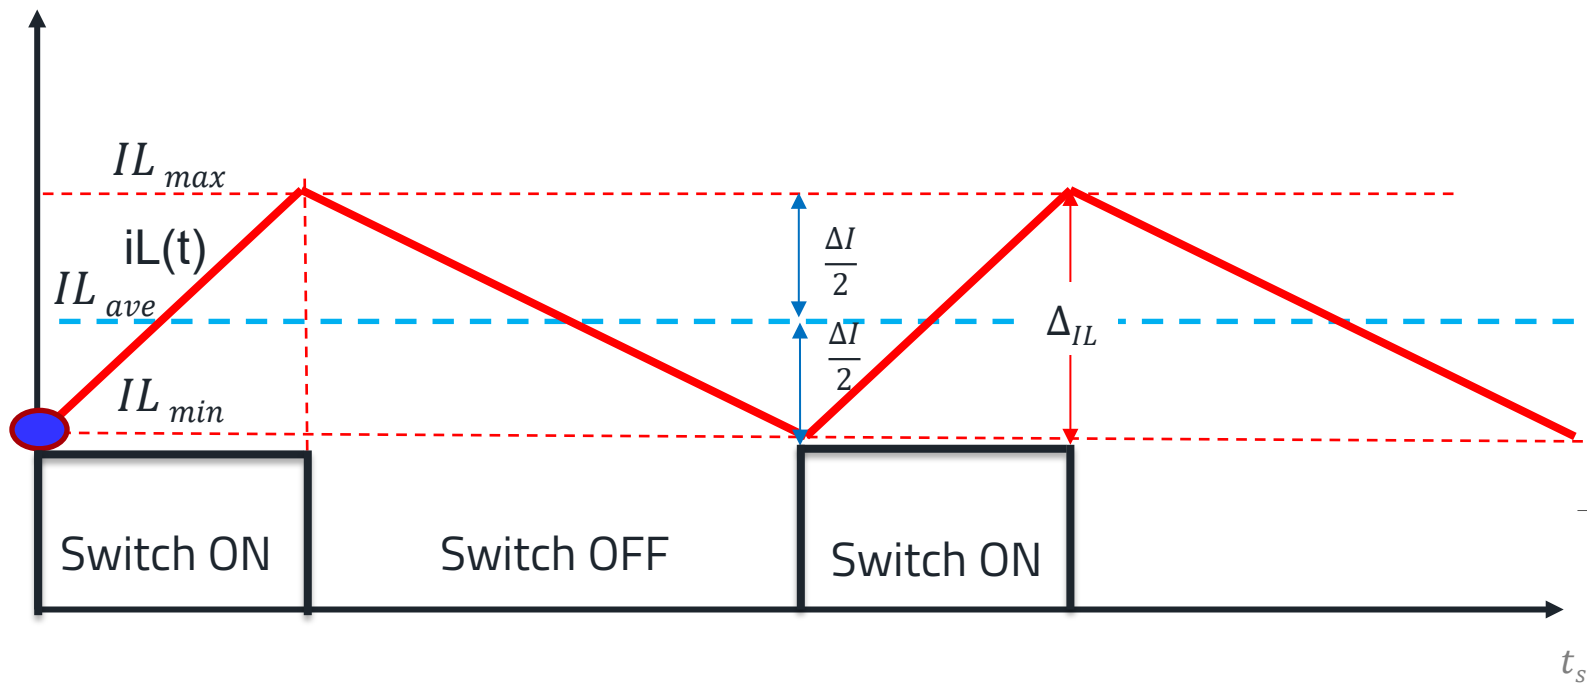 IL max
iL(t)
IL ave
IL min
ΔI
2
ΔI
2
Δ IL
Switch ON
Switch OFF
Switch ON
t s